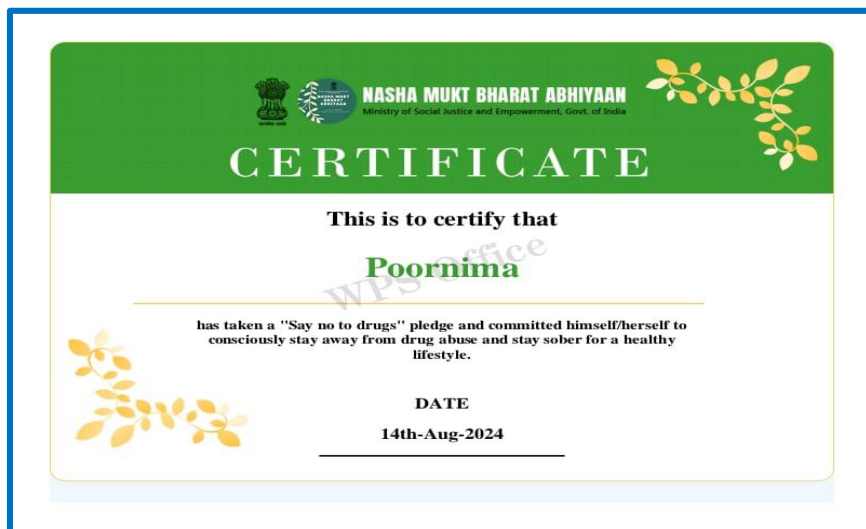 NASHA MUKT BHARAT ABHIYAAN
Ministry of Social Justice and Empowerment, Govt. of India
CERTIFICATE
This is to certify that
Poornima
WPS Office
has taken a "Say no to drugs" pledge and committed himself/herself to
consciously stay away from drug abuse and stay sober for a healthy
lifestyle.
DATE
14th-Aug-2024